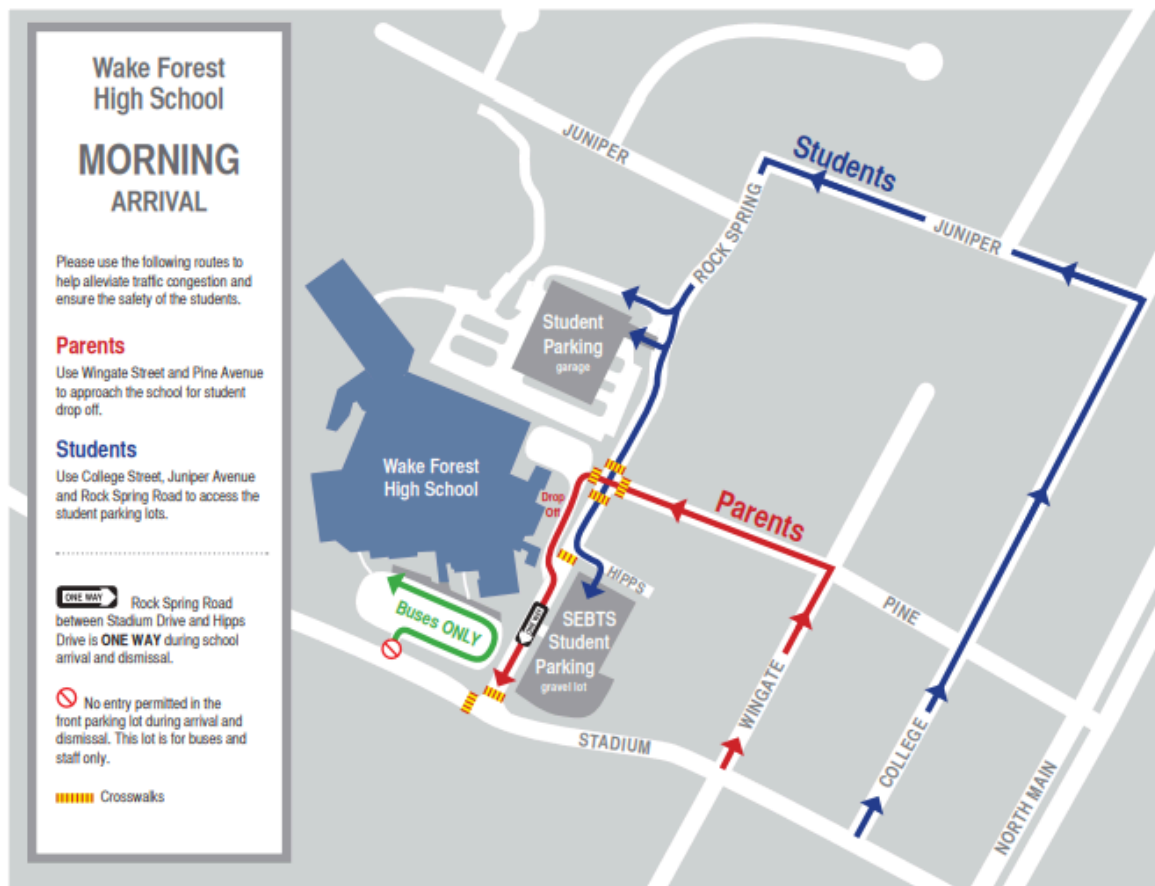 Wake Forest
High School
MORNING
ARRIVAL
Please use the following routes to
help alleviate traffic congestion and
ensure the safety of the students.
Parents
Use Wingate Street and Pine Avenue
to approach the school for student
drop off.
Students
Use College Street, Juniper Avenue
and Rock Spring Road to access the
student parking lots.
ONE WAY Rock Spring Road
between Stadium Drive and Hipps
Drive is ONE WAY during school
arrival and dismissal.
No entry permitted in the
front parking lot during arrival and
dismissal. This lot is for buses and
staff only.
Crosswalks
JUNIPER
Students
JUNIPER
ROCK SPRING
Student
Parking
garage
Wake Forest
High School
Drop
Off
Parents
HIPPS
PINE
Buses ONLY
ONE WAY
SEBTS
Student
Parking
gravel lot
WINGATE
STADIUM
COLLEGE
NORTH MAIN